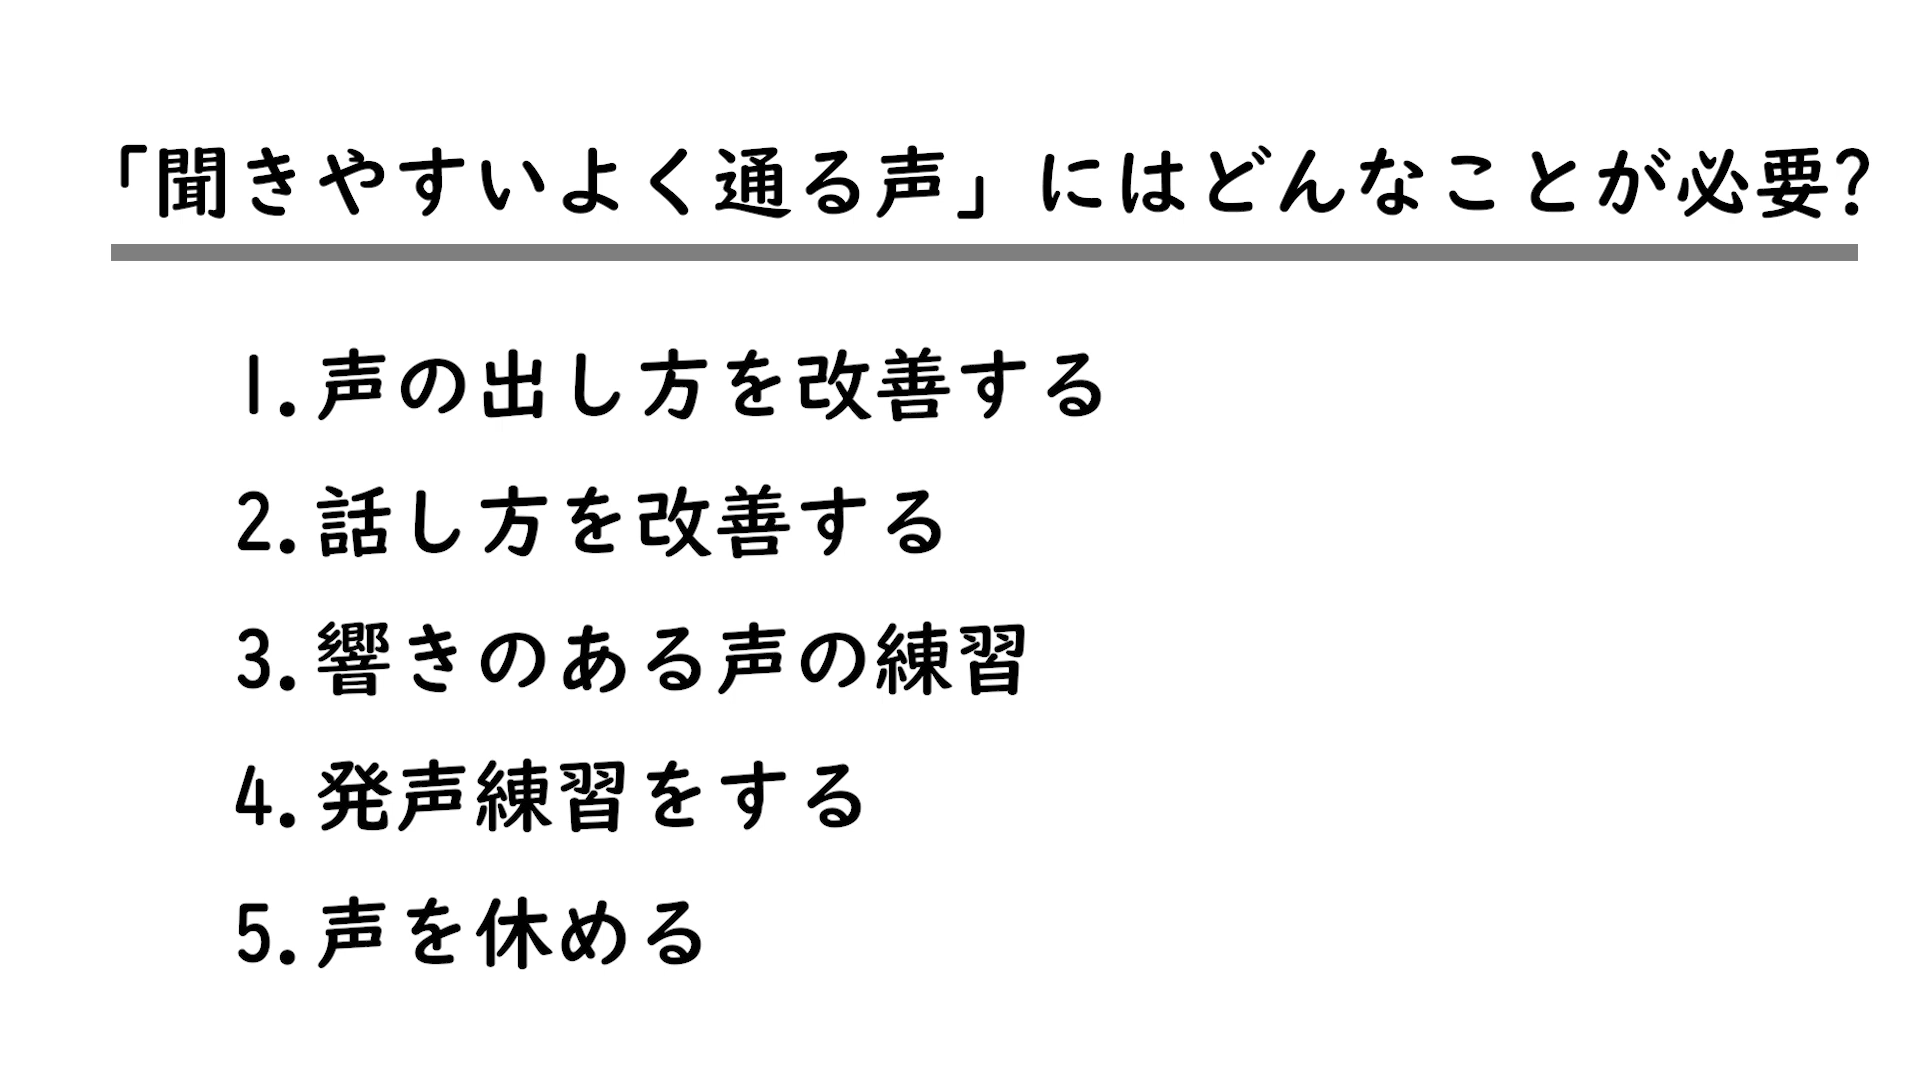 「聞きやすいよく通る声」にはどんなことが必要?
1.声の出し方を改善する
2.話し方を改善する
3.響きのある声の練習
4.発声練習をする
5.声を休める